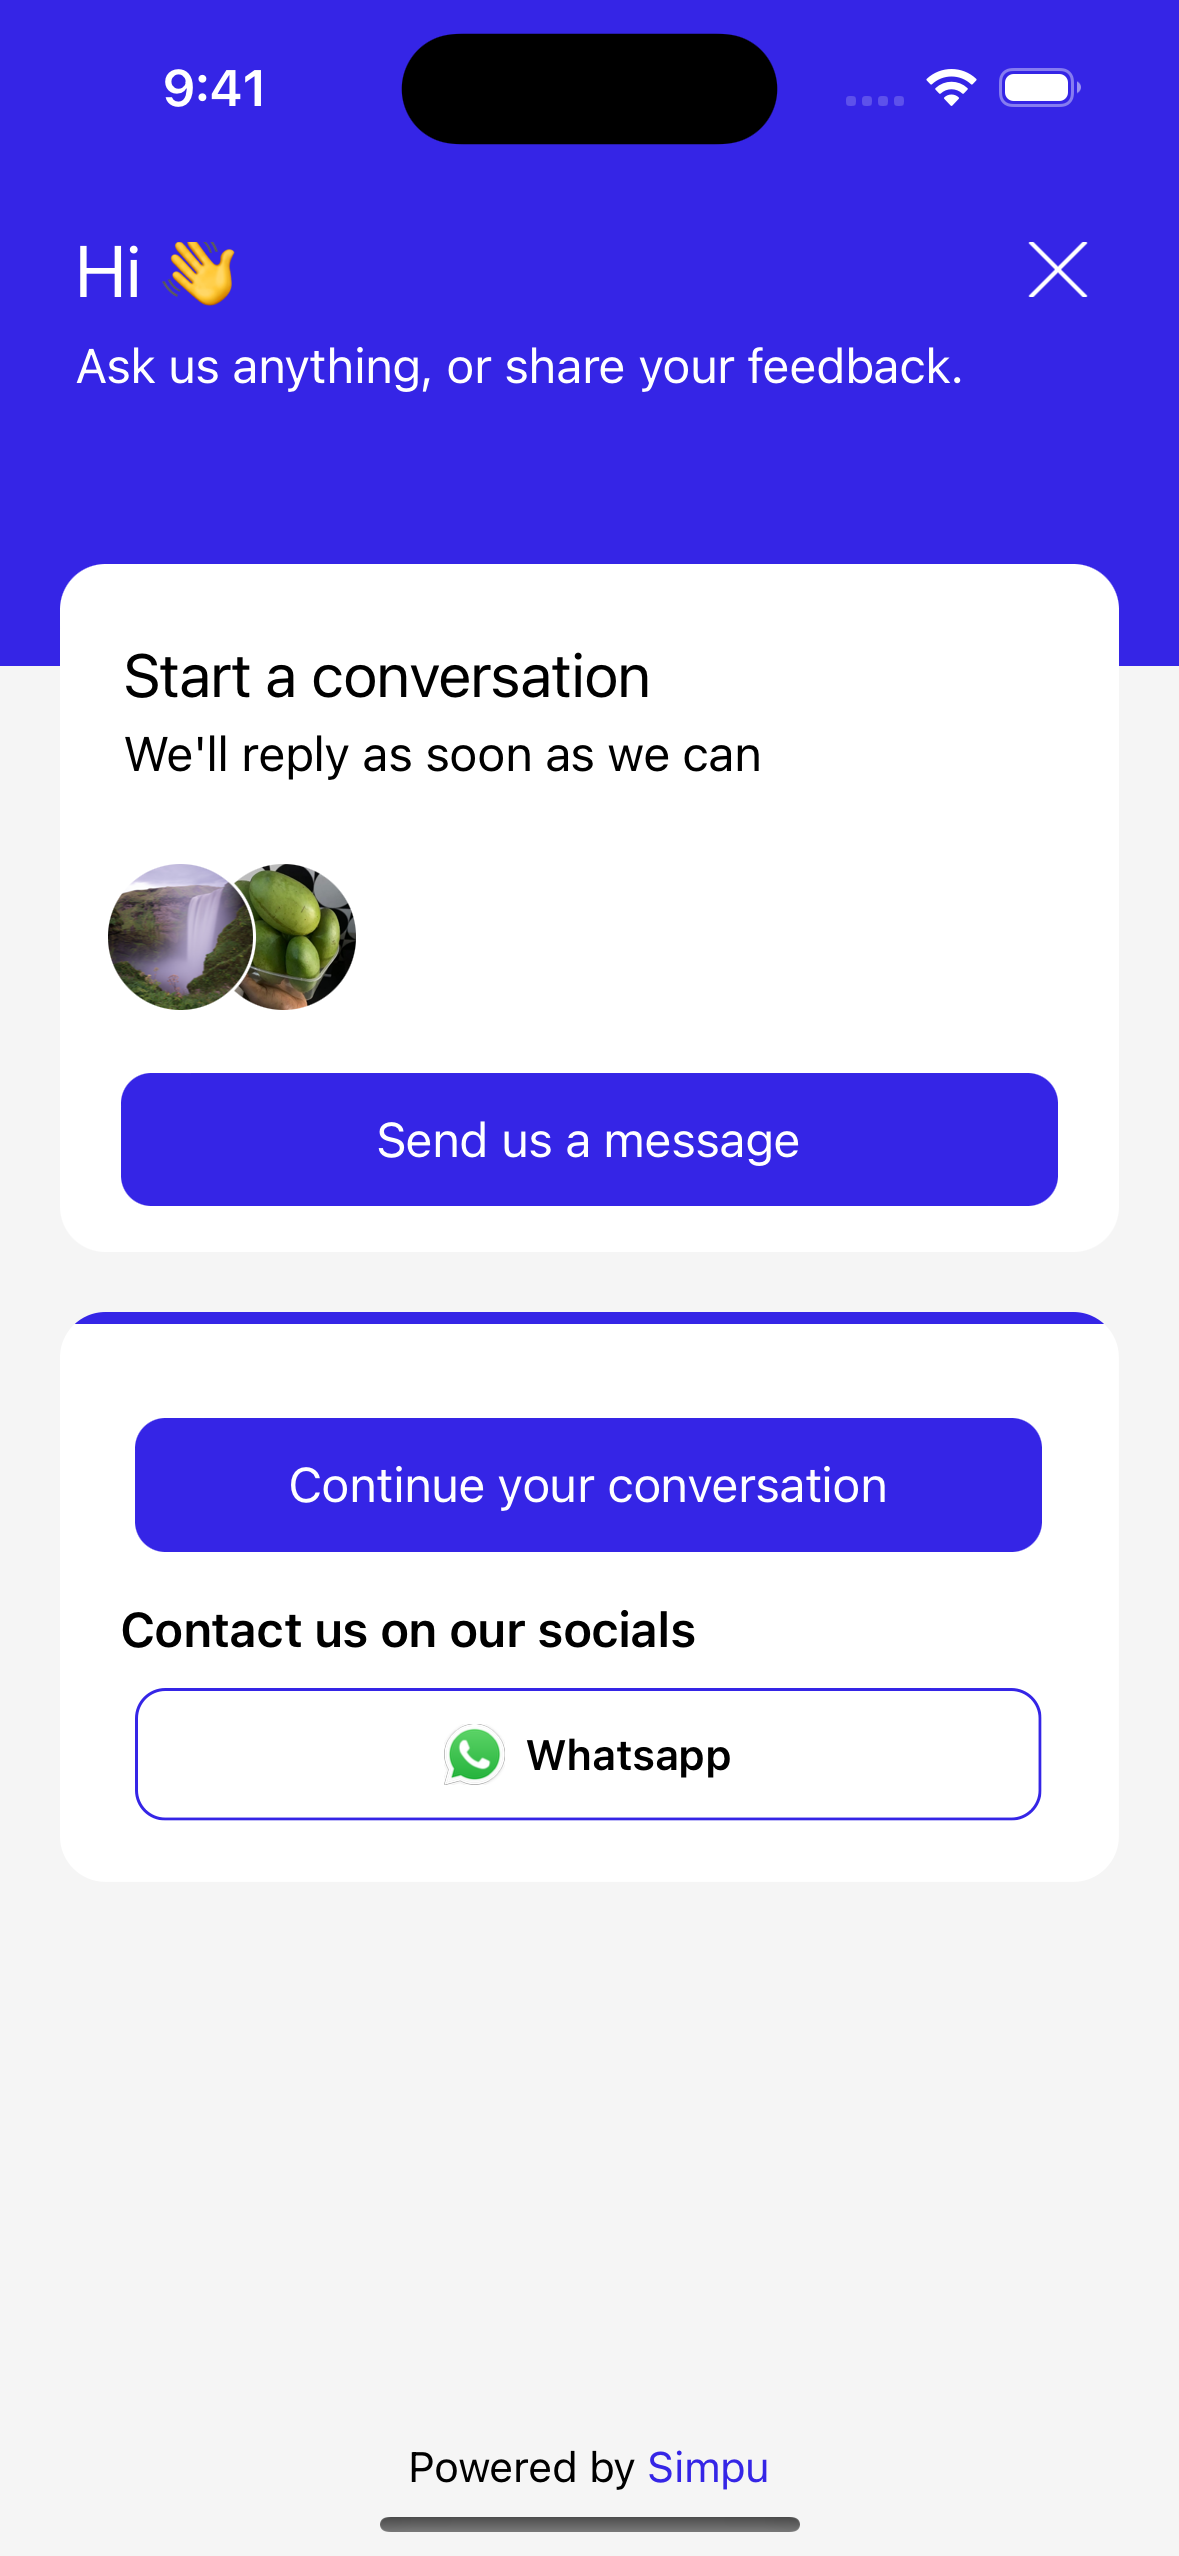 9:41
Hi 👋
Ask us anything, or share your feedback.
Start a conversation
We'll reply as soon as we can
Send us a message
Continue your conversation
Contact us on our socials
Whatsapp
Powered by Simpu